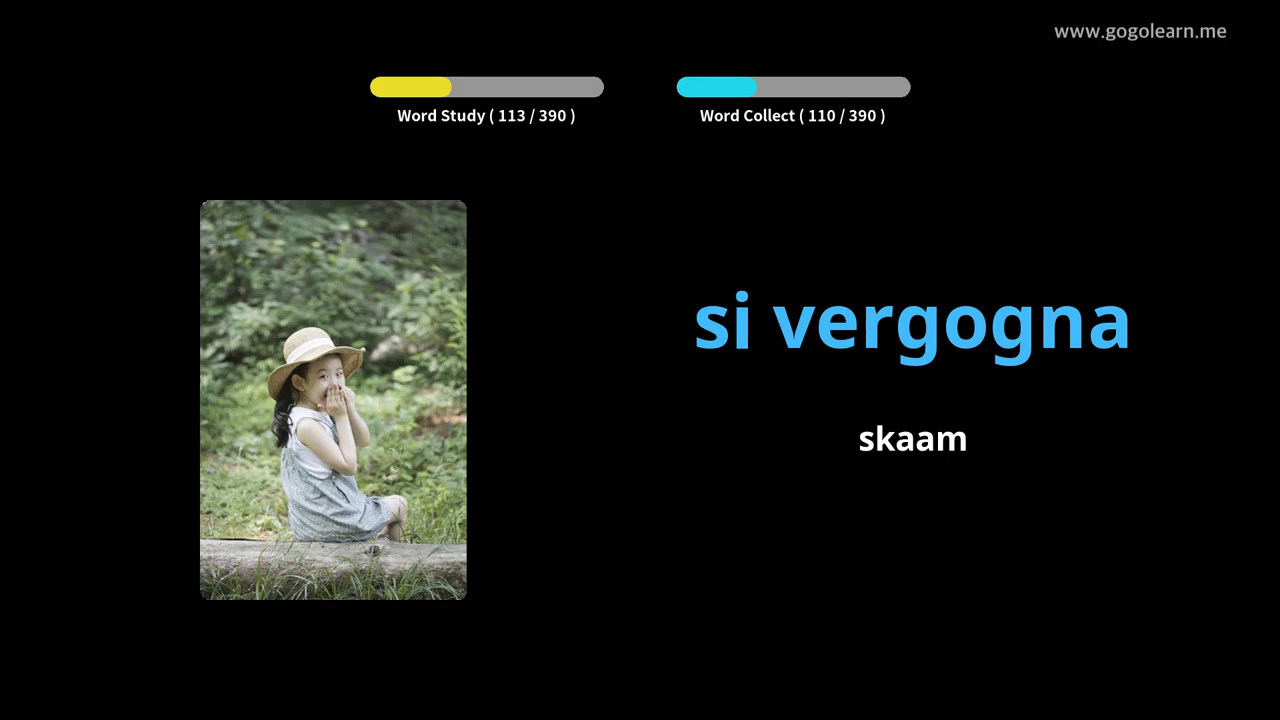 www.gogolearn.me
Word Study ( 113 / 390 )
Word Collect ( 110 / 390 )
si vergogna
skaam